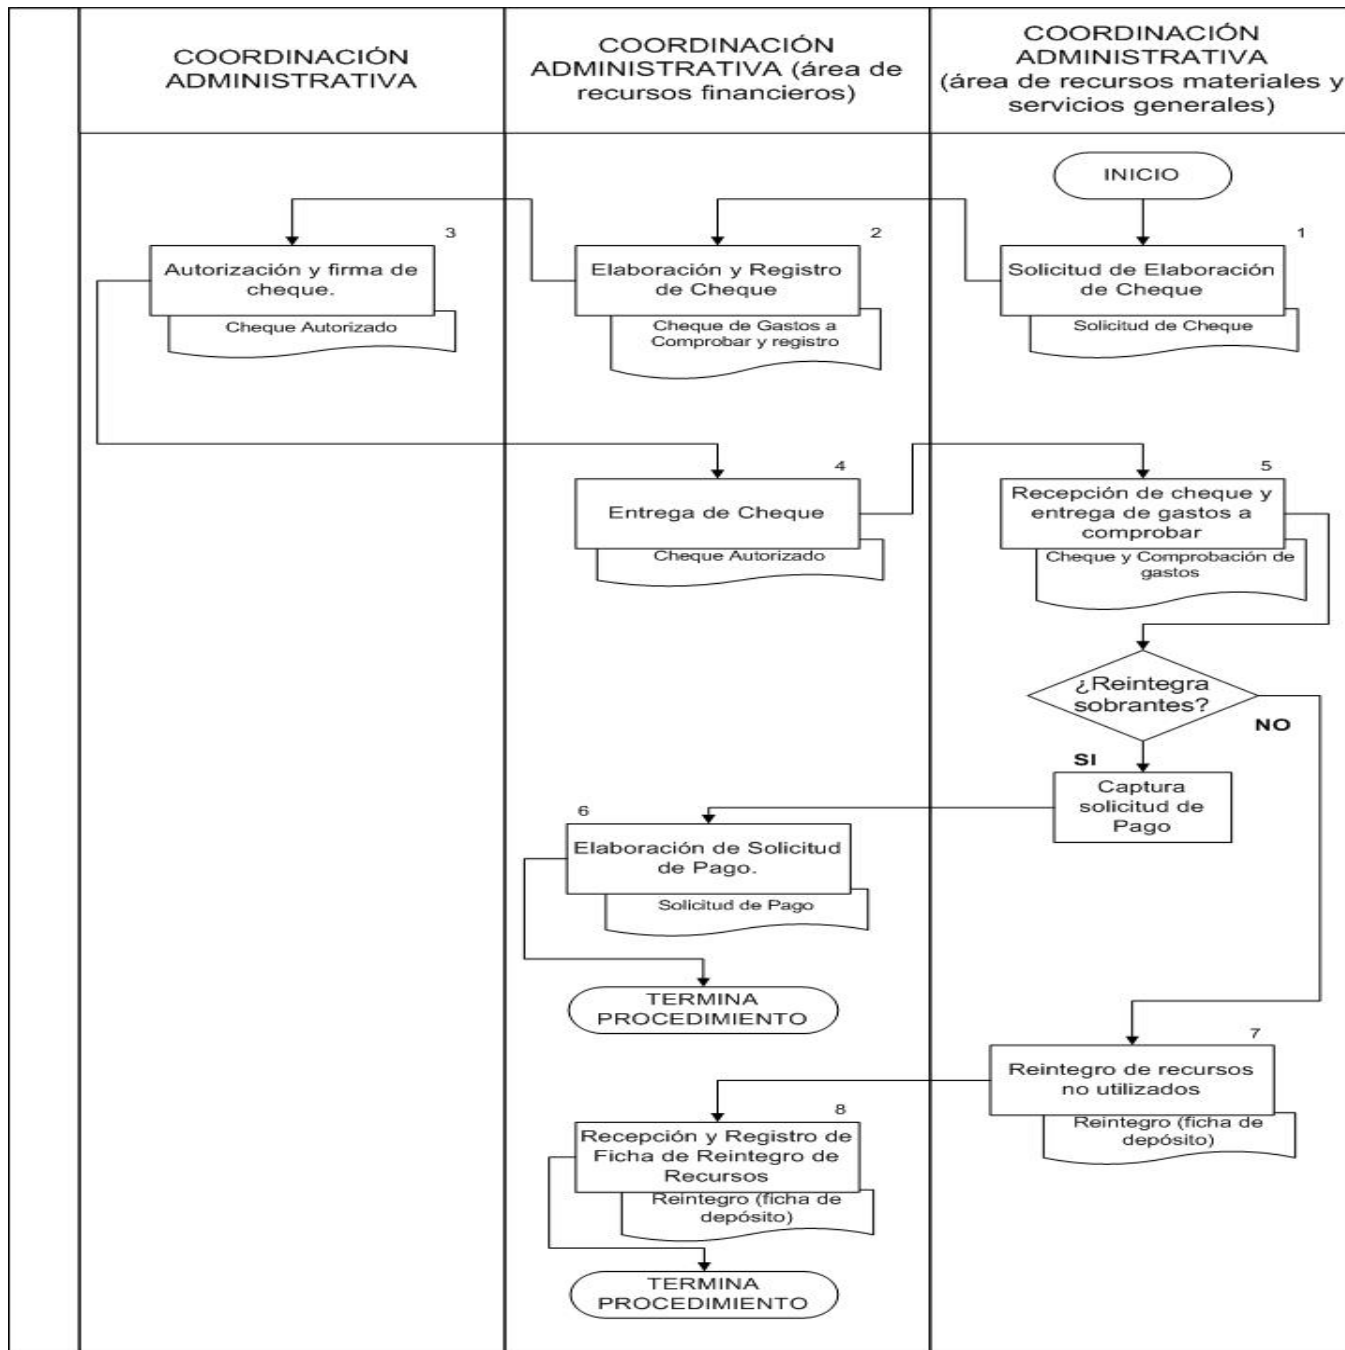 COORDINACIÓN
ADMINISTRATIVA
COORDINACIÓN
ADMINISTRATIVA (área de
recursos financieros)
COORDINACIÓN
ADMINISTRATIVA
(área de recursos materiales y
servicios generales)
INICIO
3
Autorización y firma de
cheque.
Cheque Autorizado
2
Elaboración y Registro
de Cheque
Cheque de Gastos a
Comprobar y registro
1
Solicitud de Elaboración
de Cheque
Solicitud de Cheque
4
Entrega de Cheque
Cheque Autorizado
5
Recepción de cheque y
entrega de gastos a
comprobar
Cheque y Comprobación de
gastos
¿Reintegra
sobrantes?
NO
SI
Captura
solicitud de
Pago
6
Elaboración de Solicitud
de Pago.
Solicitud de Pago
TERMINA
PROCEDIMIENTO
7
Reintegro de recursos
no utilizados
Reintegro (ficha de
depósito)
8
Recepción y Registro de
Ficha de Reintegro de
Recursos
Reintegro (ficha de
depósito)
TERMINA
PROCEDIMIENTO